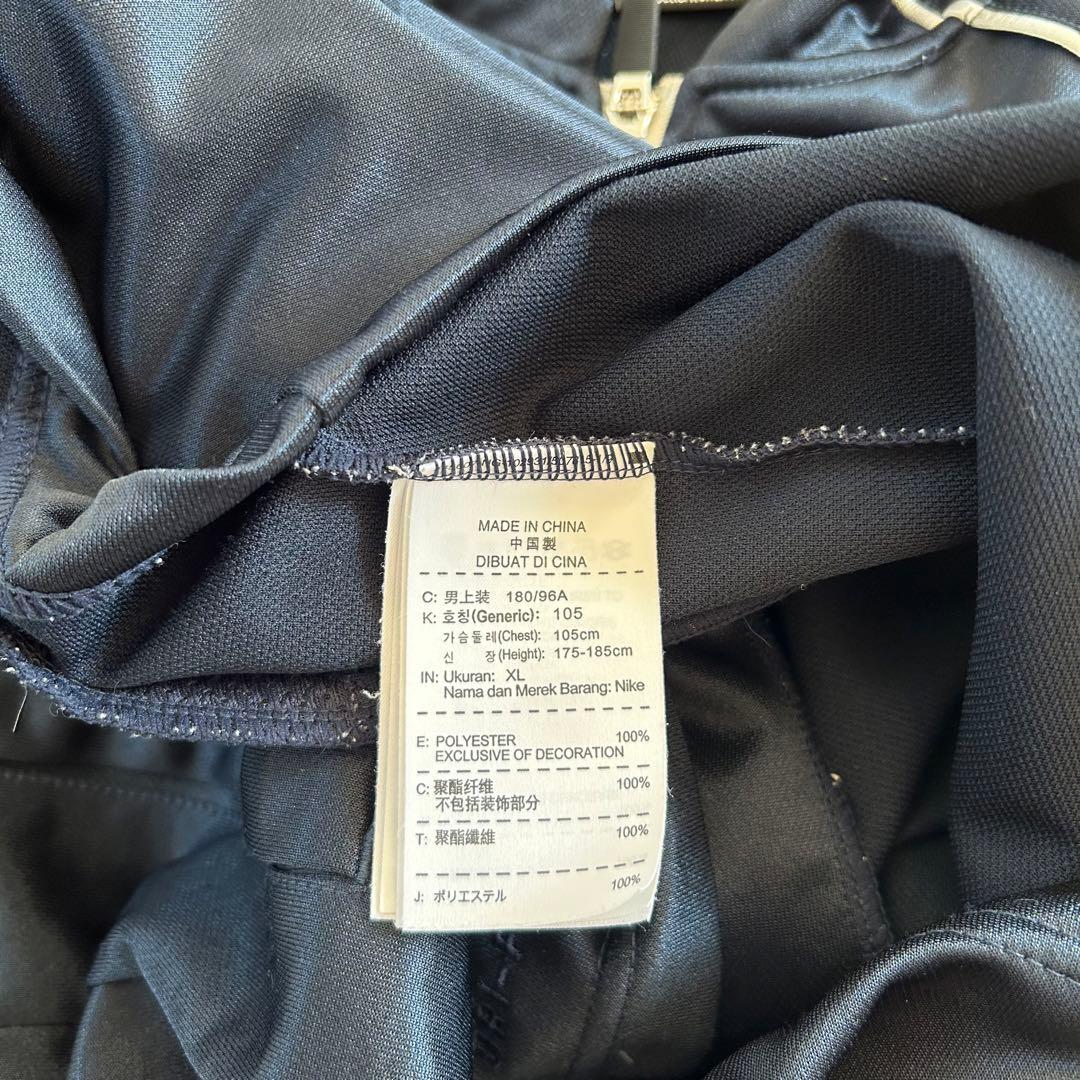 MADE IN CHINA
中国製
DIBUAT DI CINA
C: 男上装 180/96A
K: 호칭(Generic): 105
가슴둘레(Chest): 105cm
신 장(Height): 175-185cm
IN: Ukuran: XL
Nama dan Merek Barang: Nike
E: POLYESTER 100%
EXCLUSIVE OF DECORATION
C: 聚酯纤维 100%
不包括装饰部分
T: 聚酯纖維 100%
J: ポリエステル 100%